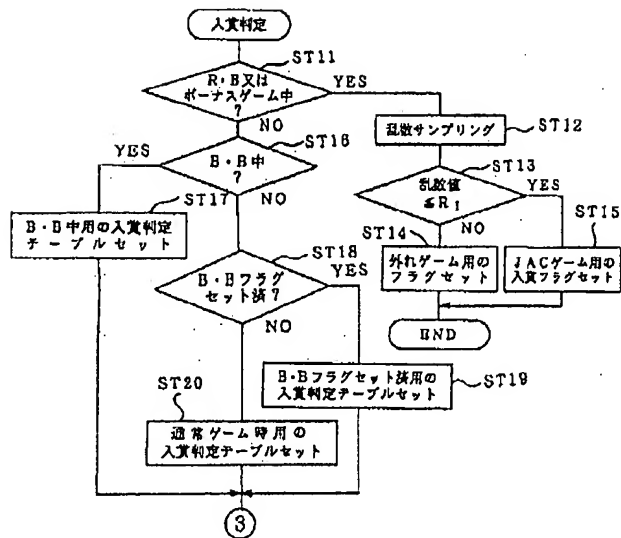 入賞判定
ST11
R・B又は
ボーナスゲーム中
?
YES
NO
乱数サンプリング
ST12
ST16
YES
B・B中
?
NO
ST13
乱数値
≦R1
YES
NO
ST17
B・B中用の入賞判定
テーブルセット
ST14
外れゲーム用の
フラグセット
ST15
JACゲーム用の
入賞フラグセット
ST18
B・Bフラグ
セット済?
YES
NO
END
B・Bフラグセット済用の
入賞判定テーブルセット
ST19
ST20
通常ゲーム時用の
入賞判定テーブルセット
3